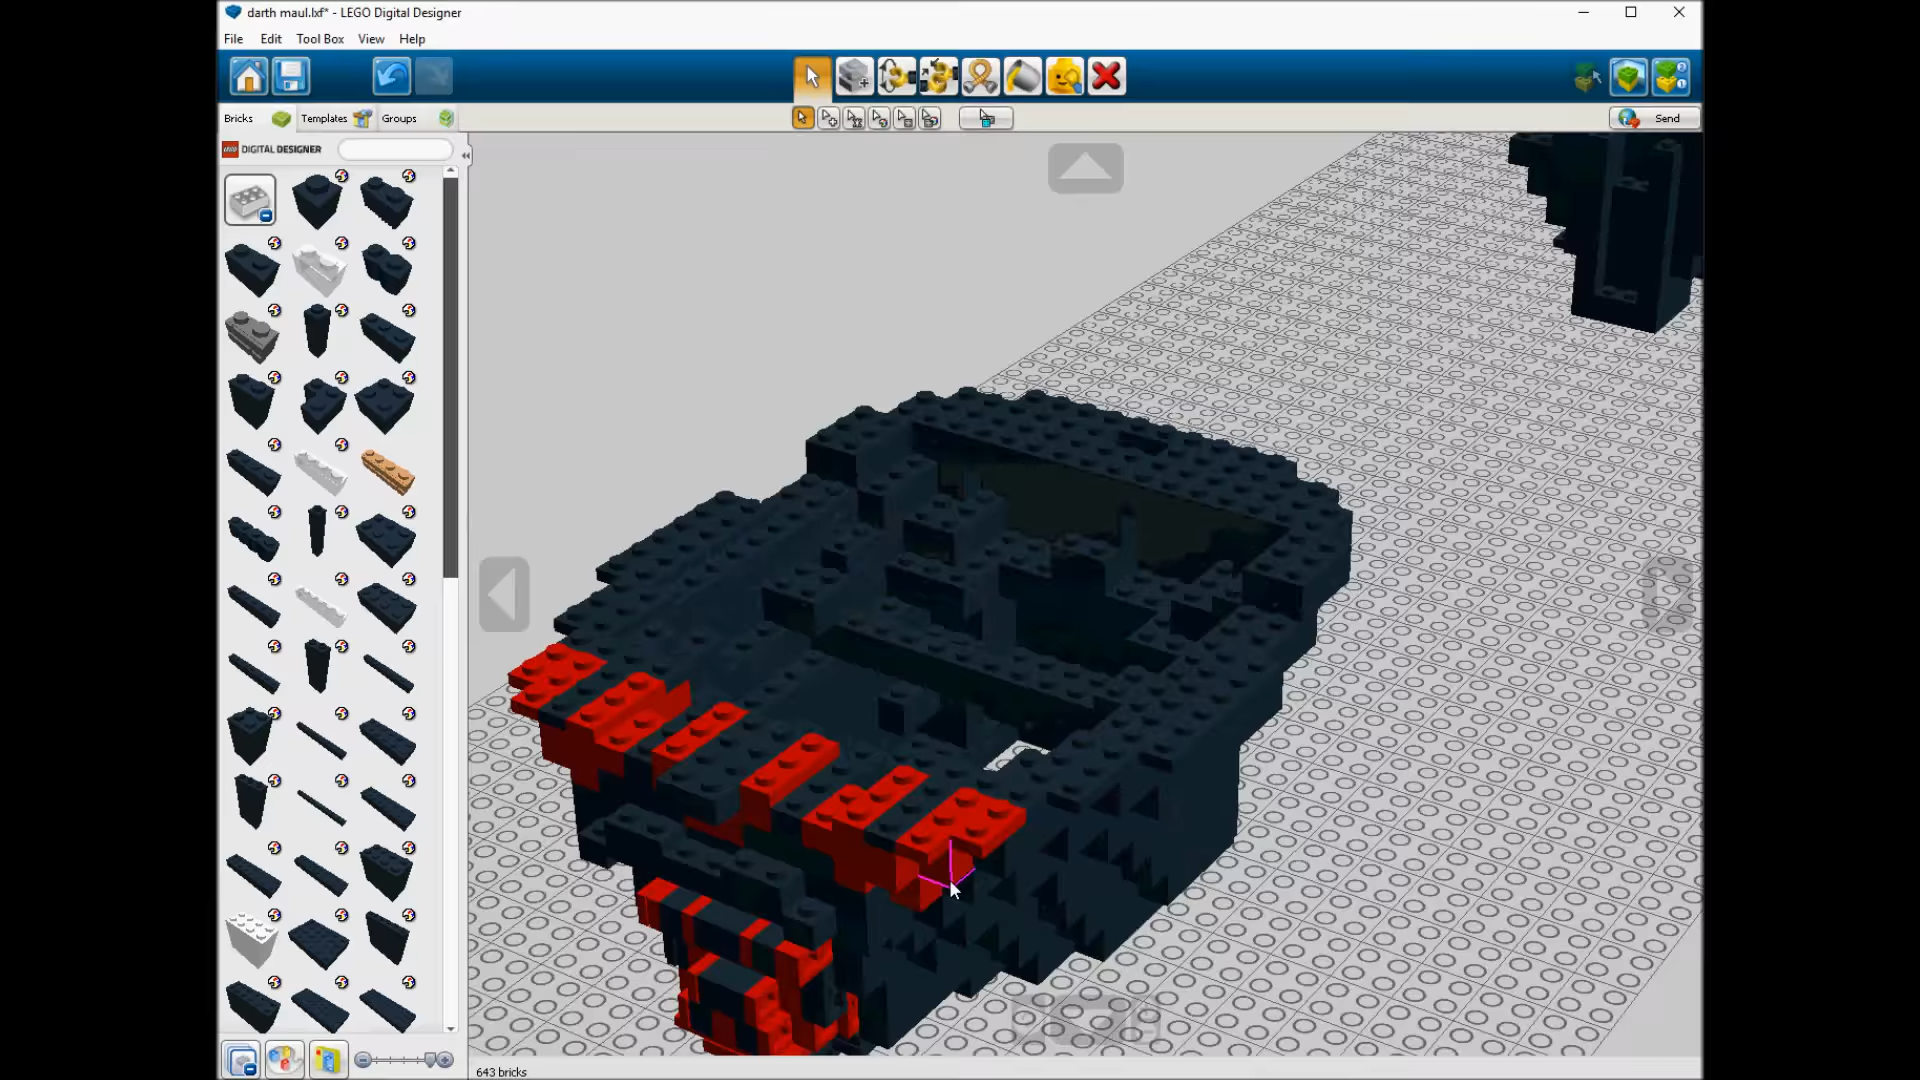 darth maul.lxf* - LEGO Digital Designer
File Edit Tool Box View Help
Bricks Templates Groups Send
LEGO DIGITAL DESIGNER
643 bricks